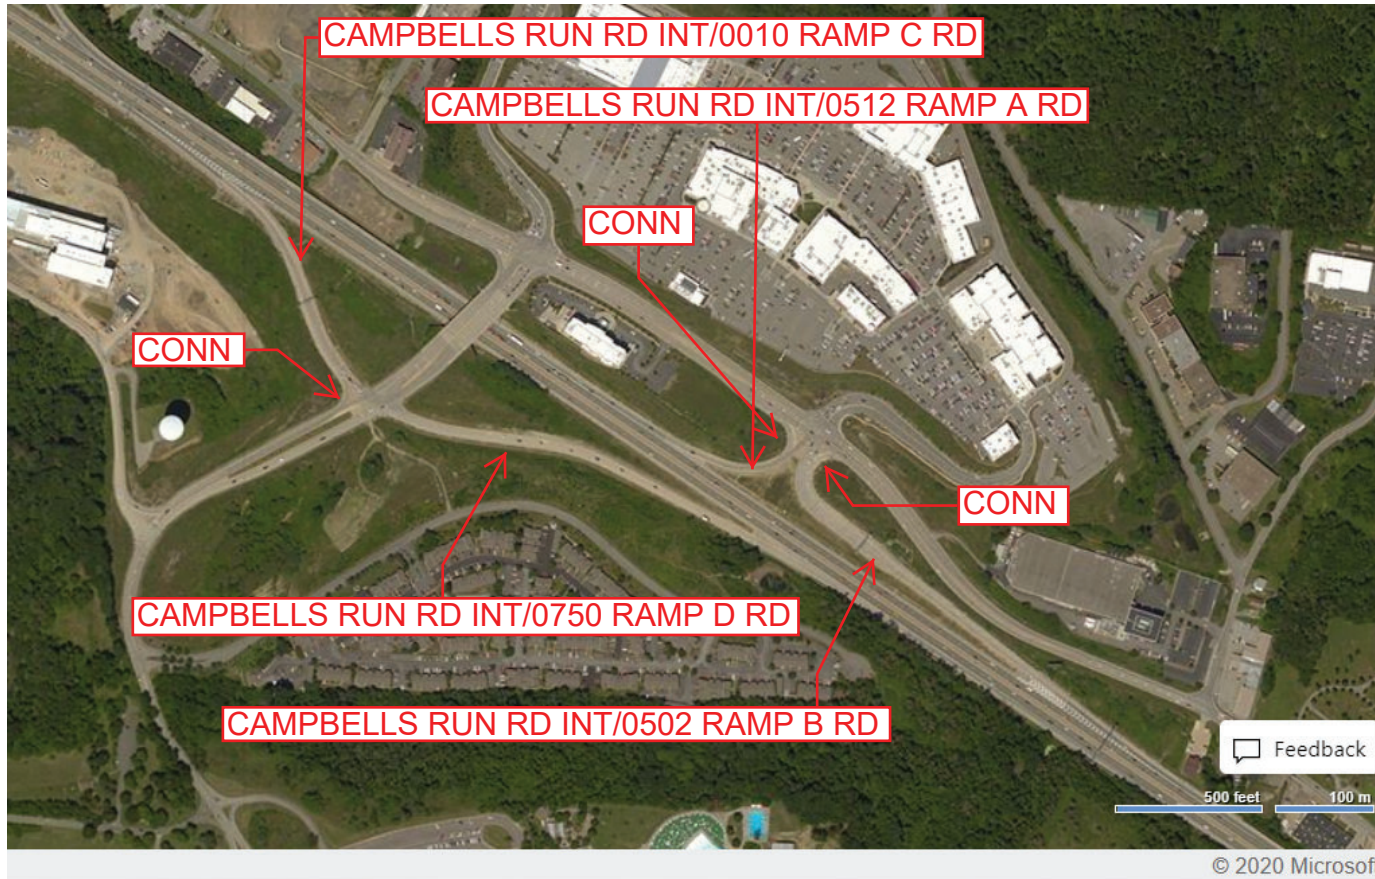 CAMPBELLS RUN RD INT/0010 RAMP C RD
CAMPBELLS RUN RD INT/0512 RAMP A RD
CONN
CONN
CONN
CAMPBELLS RUN RD INT/0750 RAMP D RD
CAMPBELLS RUN RD INT/0502 RAMP B RD
Feedback
500 feet 100 m
© 2020 Microsof